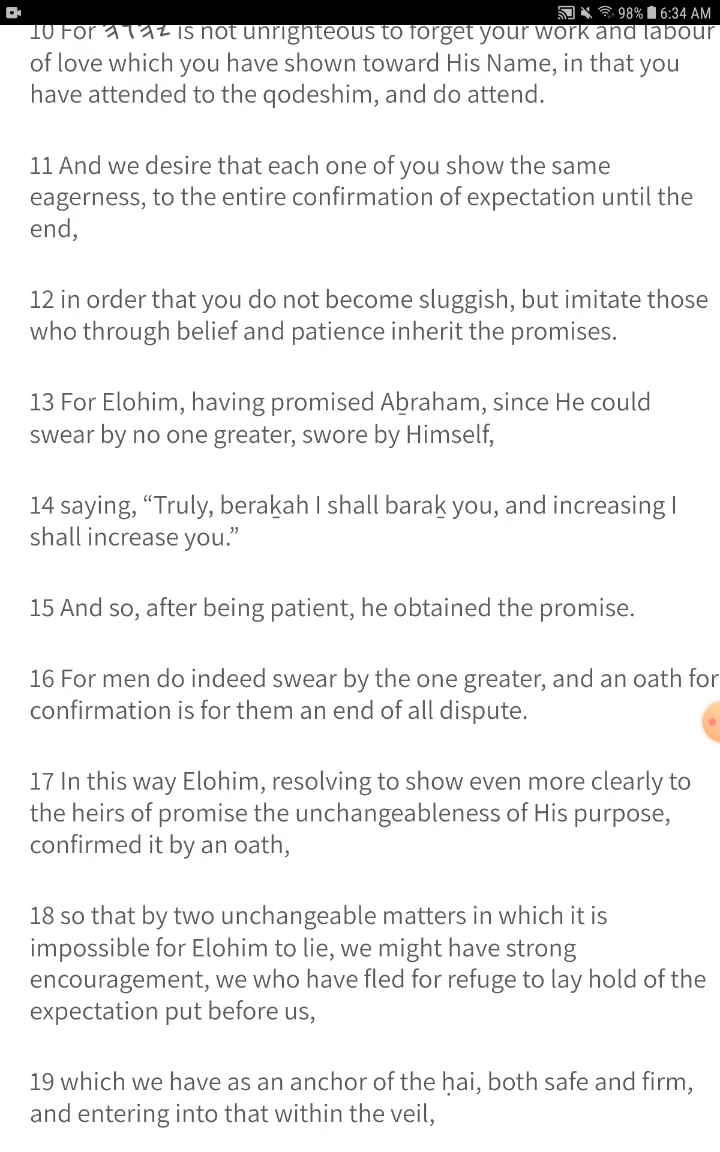 98% 6:34 AM
10 For 𐤉𐤄𐤅𐤄 is not unrighteous to forget your work and labour
of love which you have shown toward His Name, in that you
have attended to the qodeshim, and do attend.
11 And we desire that each one of you show the same
eagerness, to the entire confirmation of expectation until the
end,
12 in order that you do not become sluggish, but imitate those
who through belief and patience inherit the promises.
13 For Elohim, having promised Aḇraham, since He could
swear by no one greater, swore by Himself,
14 saying, “Truly, beraḵah I shall baraḵ you, and increasing I
shall increase you.”
15 And so, after being patient, he obtained the promise.
16 For men do indeed swear by the one greater, and an oath for
confirmation is for them an end of all dispute.
17 In this way Elohim, resolving to show even more clearly to
the heirs of promise the unchangeableness of His purpose,
confirmed it by an oath,
18 so that by two unchangeable matters in which it is
impossible for Elohim to lie, we might have strong
encouragement, we who have fled for refuge to lay hold of the
expectation put before us,
19 which we have as an anchor of the ḥai, both safe and firm,
and entering into that within the veil,